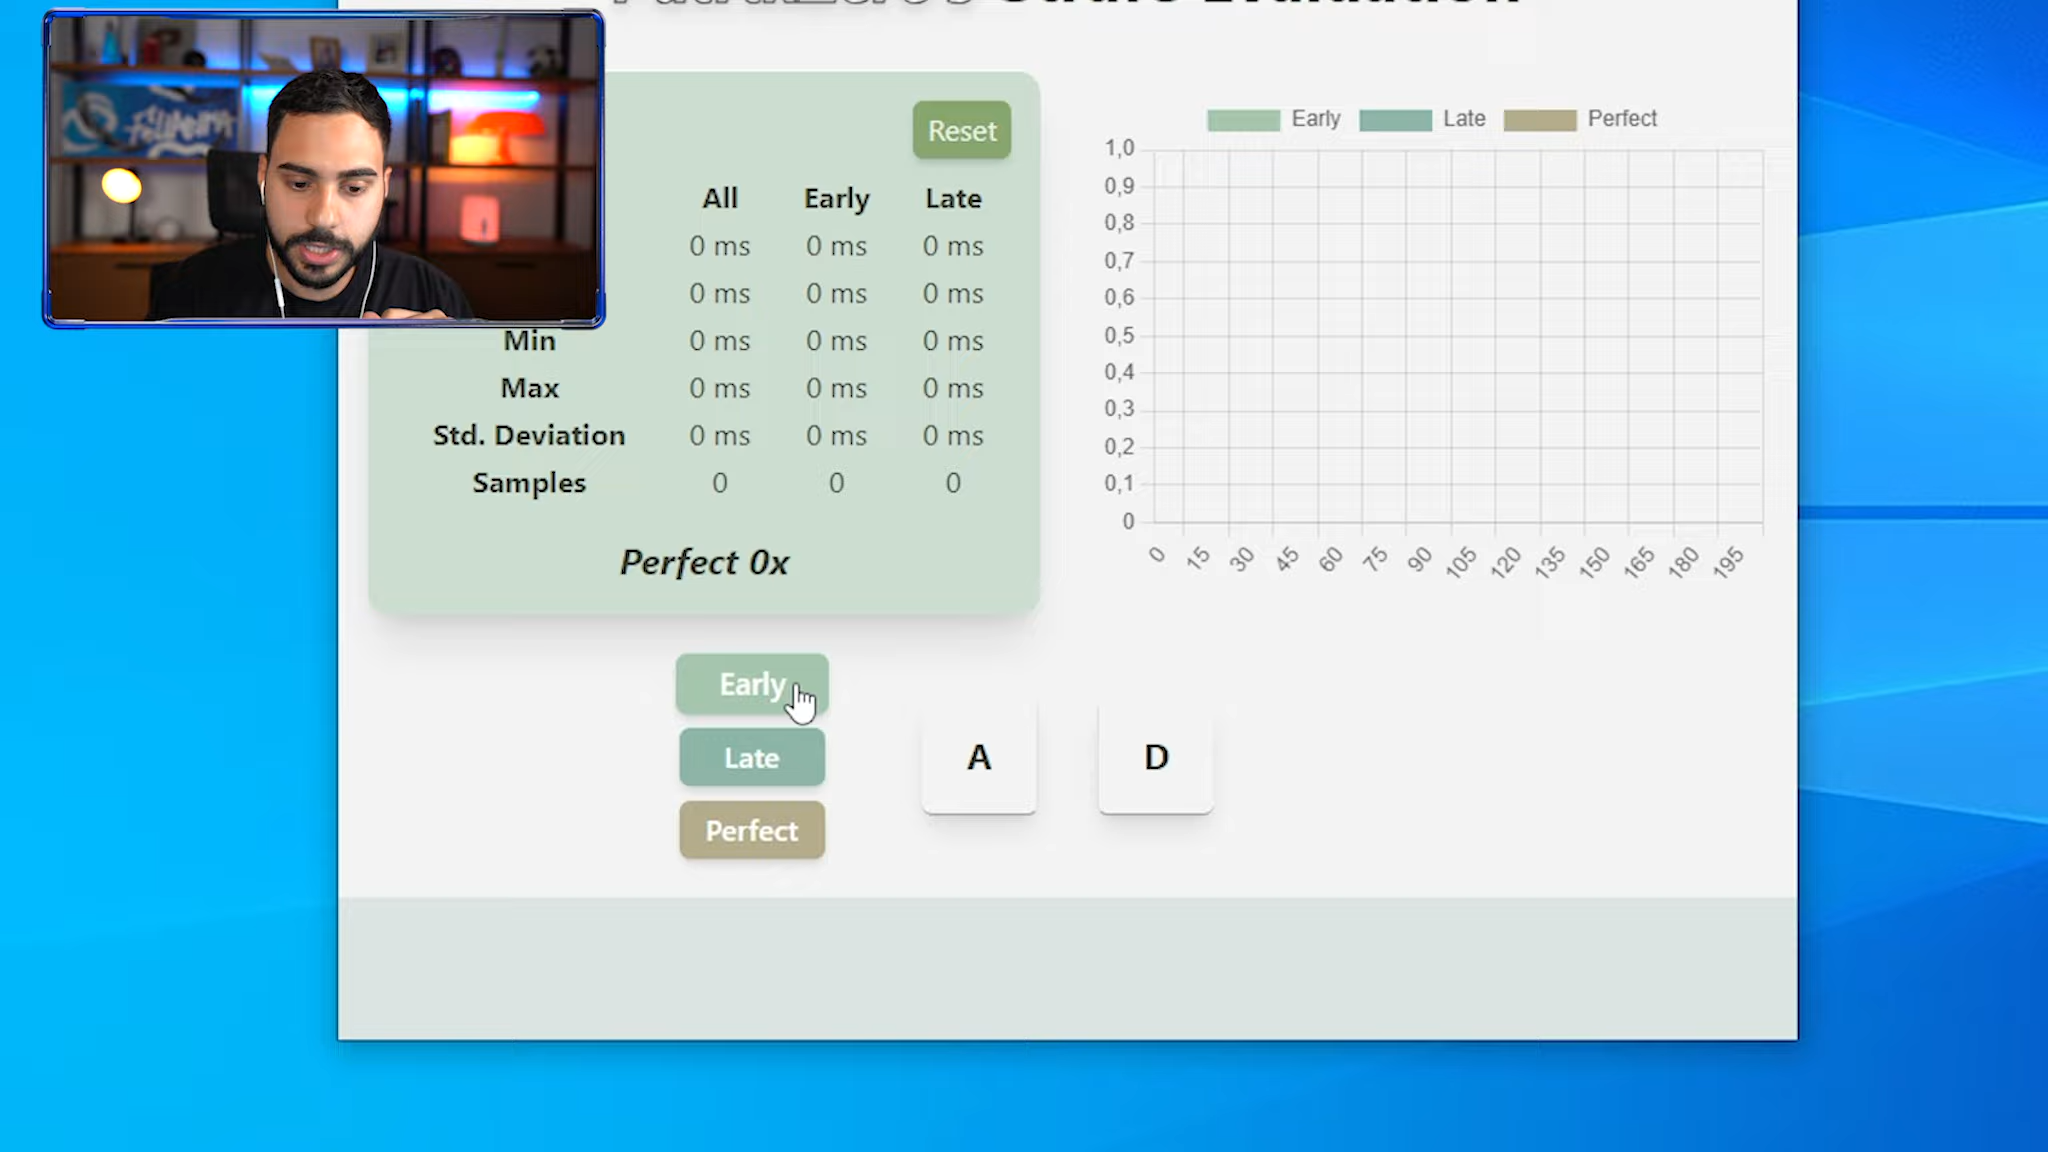 Strafe Evaluation
Reset
All Early Late
0 ms 0 ms 0 ms
0 ms 0 ms 0 ms
Min 0 ms 0 ms 0 ms
Max 0 ms 0 ms 0 ms
Std. Deviation 0 ms 0 ms 0 ms
Samples 0 0 0
Perfect 0x
Early Late Perfect
1,0
0,9
0,8
0,7
0,6
0,5
0,4
0,3
0,2
0,1
0
0 15 30 45 60 75 90 105 120 135 150 165 180 195
Early
Late
Perfect
A D